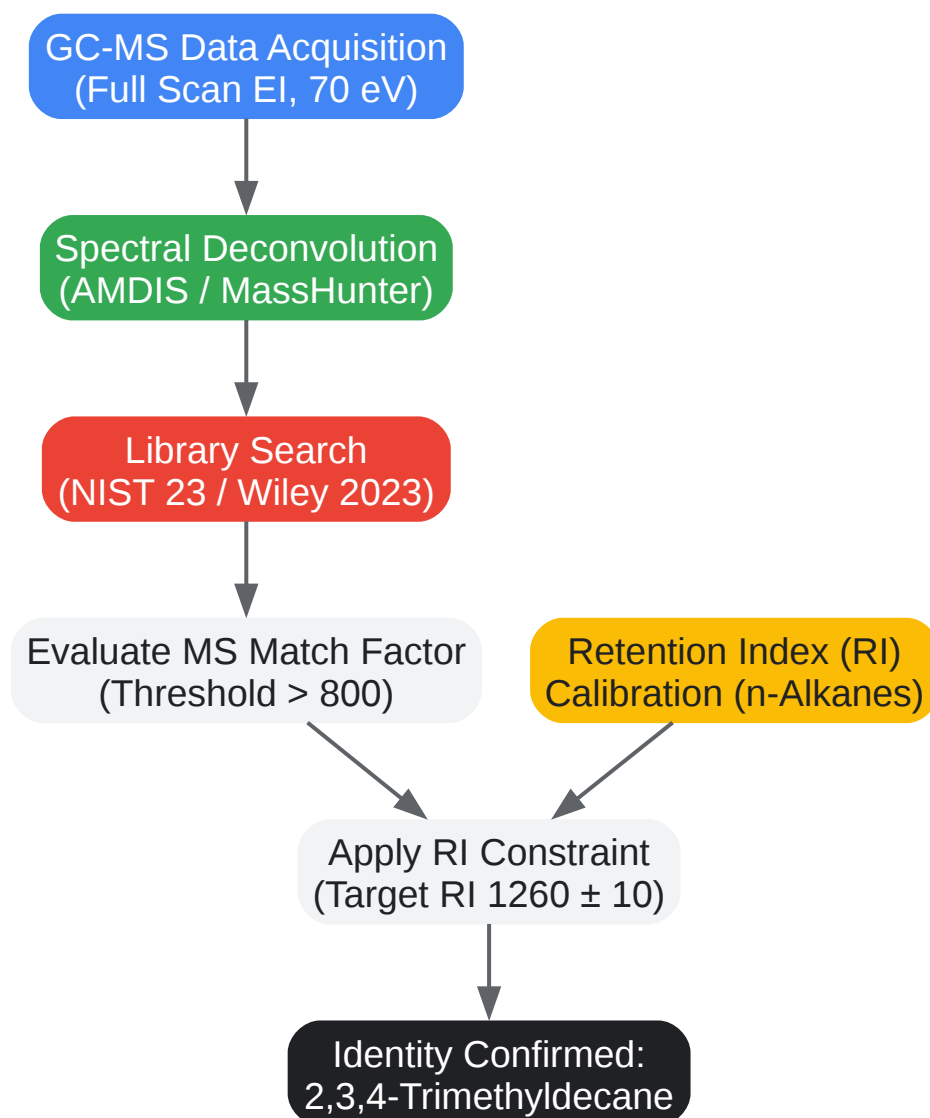 GC-MS Data Acquisition
(Full Scan EI, 70 eV)
Spectral Deconvolution
(AMDIS / MassHunter)
Library Search
(NIST 23 / Wiley 2023)
Evaluate MS Match Factor
(Threshold > 800)
Retention Index (RI)
Calibration (n-Alkanes)
Apply RI Constraint
(Target RI 1260 ± 10)
Identity Confirmed:
2,3,4-Trimethyldecane